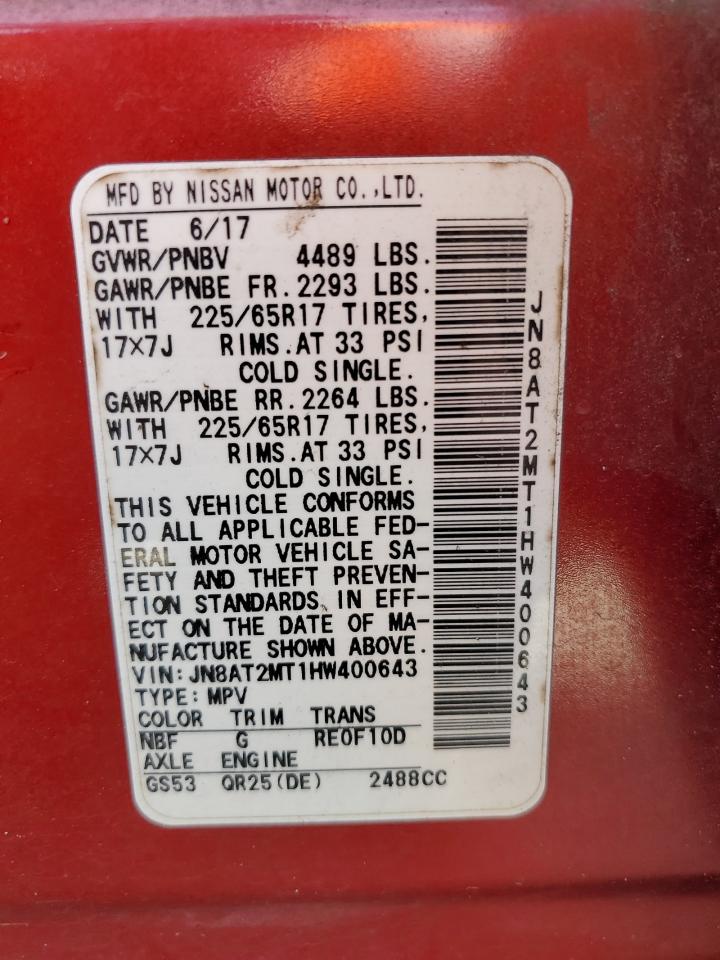 MFD BY NISSAN MOTOR CO.,LTD.
DATE 6/17
GVWR/PNBV 4489 LBS.
GAWR/PNBE FR.2293 LBS.
WITH 225/65R17 TIRES,
17×7J RIMS.AT 33 PSI
COLD SINGLE.
GAWR/PNBE RR.2264 LBS.
WITH 225/65R17 TIRES,
17×7J RIMS.AT 33 PSI
COLD SINGLE.
THIS VEHICLE CONFORMS
TO ALL APPLICABLE FED-
ERAL MOTOR VEHICLE SA-
FETY AND THEFT PREVEN-
TION STANDARDS IN EFF-
ECT ON THE DATE OF MA-
NUFACTURE SHOWN ABOVE.
VIN:JN8AT2MT1HW400643
TYPE:MPV
COLOR TRIM TRANS
NBF G RE0F10D
AXLE ENGINE
GS53 QR25(DE) 2488CC
JN8AT2MT1HW400643